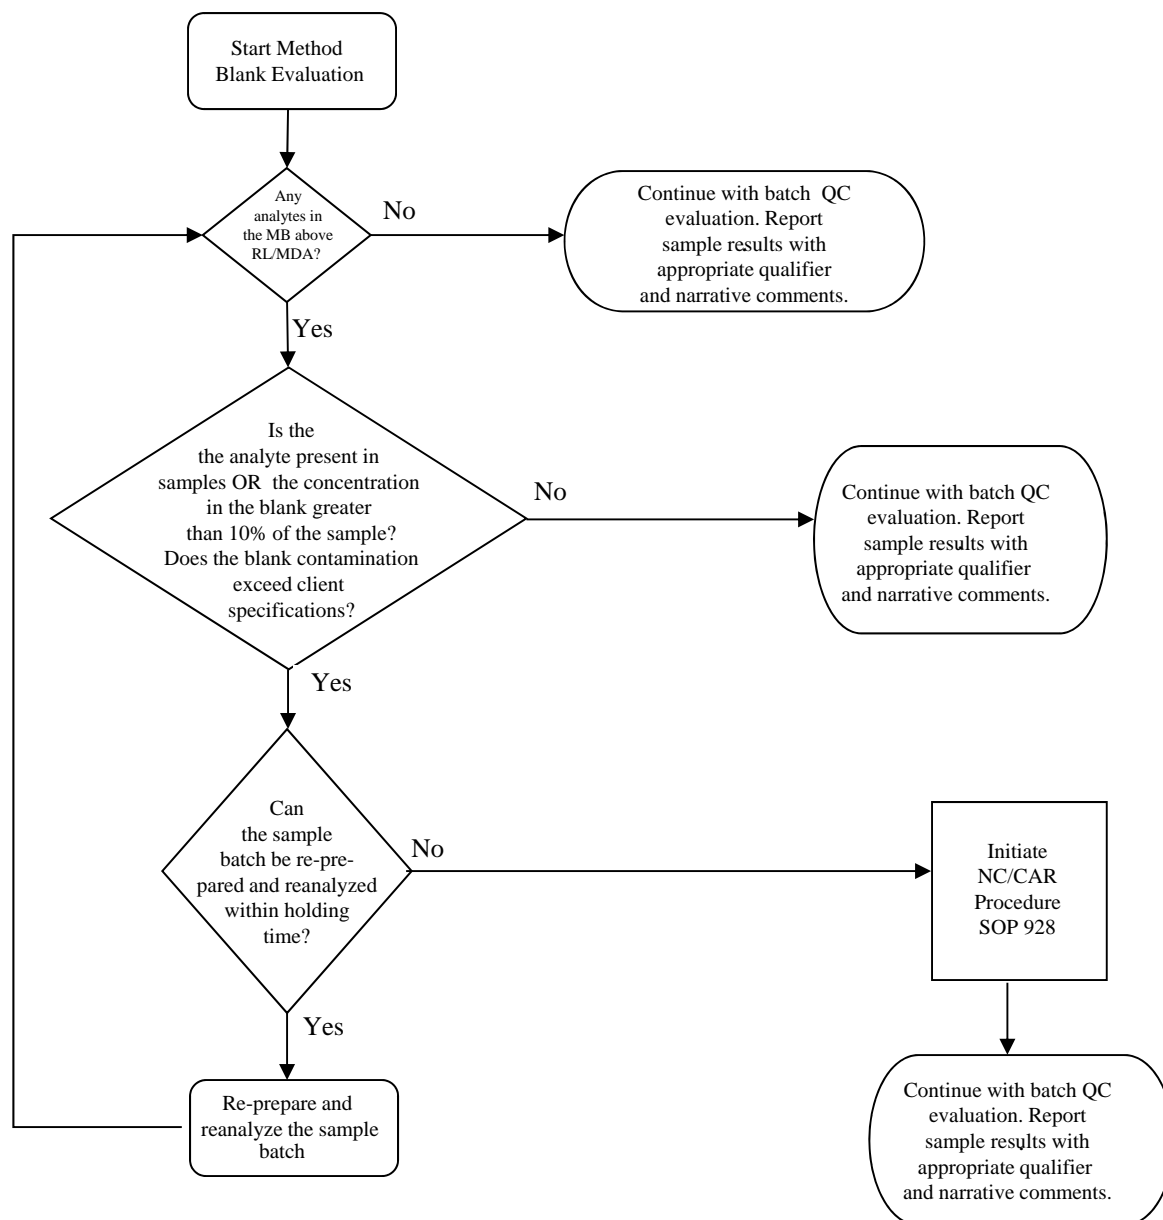 Start Method
Blank Evaluation
Any
analytes in
the MB above
RL/MDA?
No
Continue with batch QC
evaluation. Report
sample results with
appropriate qualifier
and narrative comments.
Yes
Is the
the analyte present in
samples OR the concentration
in the blank greater
than 10% of the sample?
Does the blank contamination
exceed client
specifications?
No
Continue with batch QC
evaluation. Report
sample results with
appropriate qualifier
and narrative comments.
Yes
Can
the sample
batch be re-pre-
pared and reanalyzed
within holding
time?
No
Initiate
NC/CAR
Procedure
SOP 928
Yes
Re-prepare and
reanalyze the sample
batch
Continue with batch QC
evaluation. Report
sample results with
appropriate qualifier
and narrative comments.